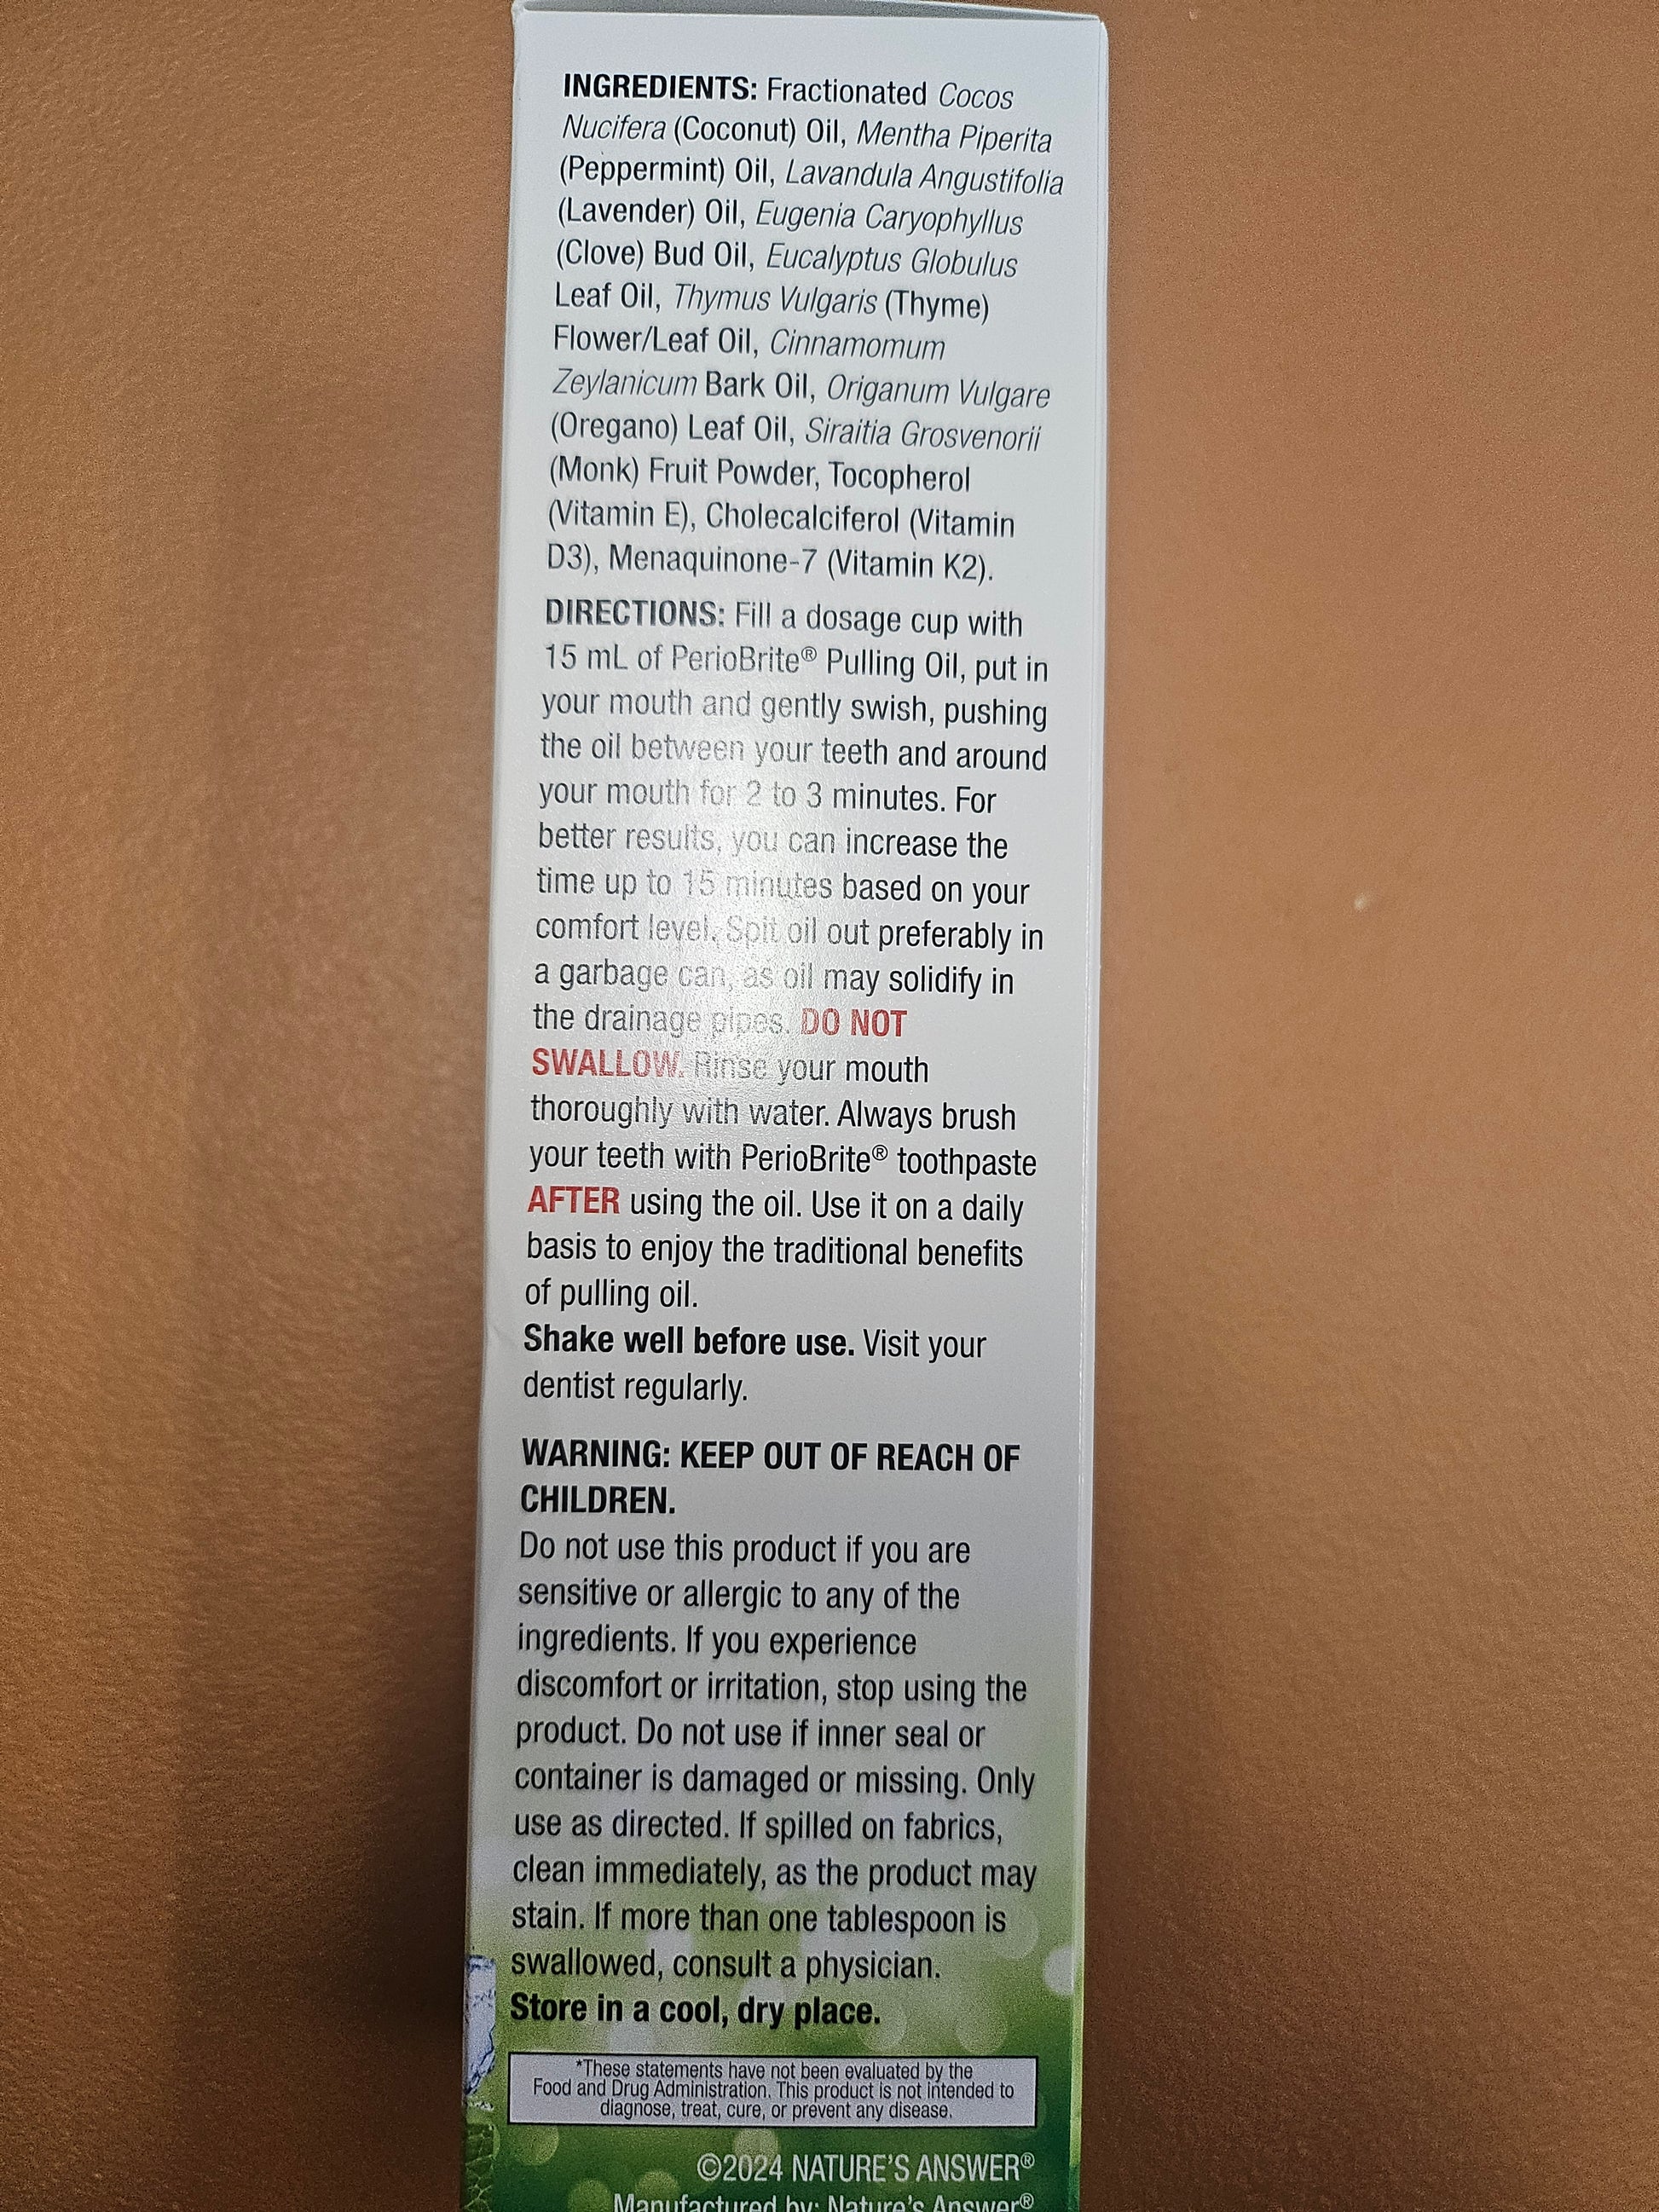 INGREDIENTS: Fractionated Cocos
Nucifera (Coconut) Oil, Mentha Piperita
(Peppermint) Oil, Lavandula Angustifolia
(Lavender) Oil, Eugenia Caryophyllus
(Clove) Bud Oil, Eucalyptus Globulus
Leaf Oil, Thymus Vulgaris (Thyme)
Flower/Leaf Oil, Cinnamomum
Zeylanicum Bark Oil, Origanum Vulgare
(Oregano) Leaf Oil, Siraitia Grosvenorii
(Monk) Fruit Powder, Tocopherol
(Vitamin E), Cholecalciferol (Vitamin
D3), Menaquinone-7 (Vitamin K2).
DIRECTIONS: Fill a dosage cup with
15 mL of PerioBrite® Pulling Oil, put in
your mouth and gently swish, pushing
the oil between your teeth and around
your mouth for 2 to 3 minutes. For
better results, you can increase the
time up to 15 minutes based on your
comfort level. Spit oil out preferably in
a garbage can, as oil may solidify in
the drainage pipes. DO NOT
SWALLOW. Rinse your mouth
thoroughly with water. Always brush
your teeth with PerioBrite® toothpaste
AFTER using the oil. Use it on a daily
basis to enjoy the traditional benefits
of pulling oil.
Shake well before use. Visit your
dentist regularly.
WARNING: KEEP OUT OF REACH OF
CHILDREN.
Do not use this product if you are
sensitive or allergic to any of the
ingredients. If you experience
discomfort or irritation, stop using the
product. Do not use if inner seal or
container is damaged or missing. Only
use as directed. If spilled on fabrics,
clean immediately, as the product may
stain. If more than one tablespoon is
swallowed, consult a physician.
Store in a cool, dry place.
*These statements have not been evaluated by the
Food and Drug Administration. This product is not intended to
diagnose, treat, cure, or prevent any disease.
©2024 NATURE'S ANSWER®
Manufactured by: Nature's Answer®